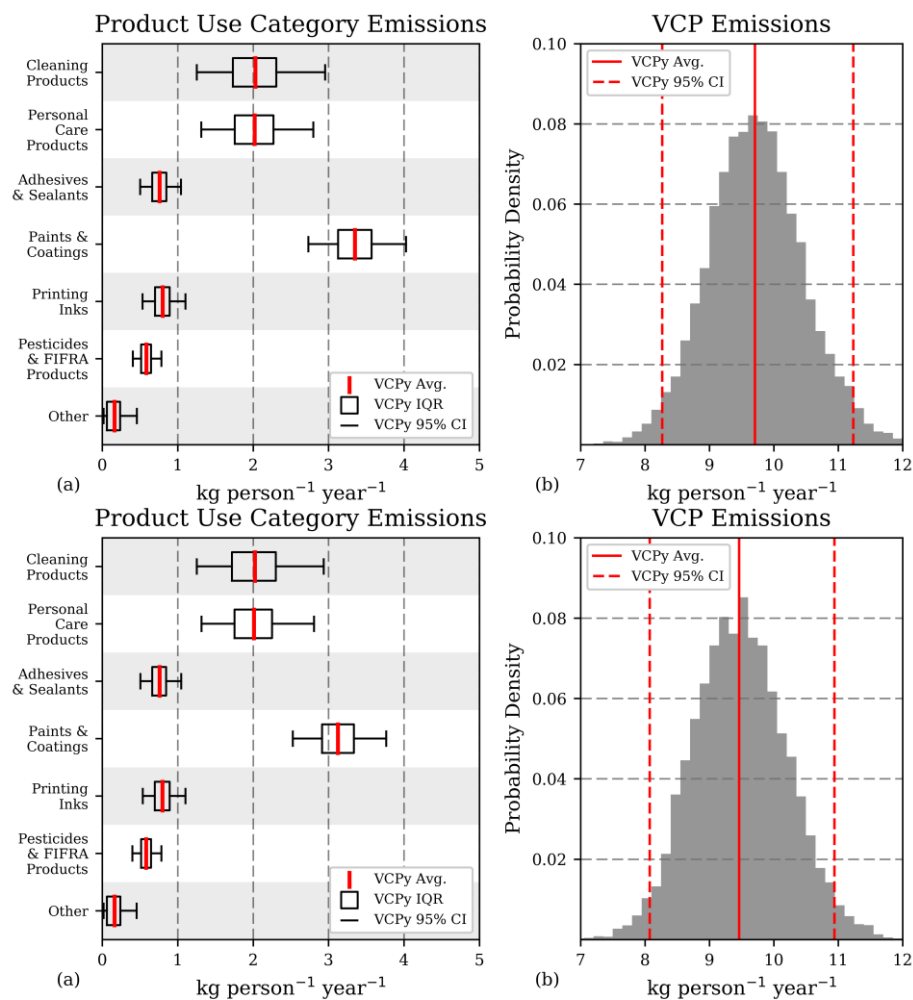 Product Use Category Emissions
Cleaning
Products
Personal
Care
Products
Adhesives
& Sealants
Paints &
Coatings
Printing
Inks
Pesticides
& FIFRA
Products
Other
VCPy Avg.
VCPy IQR
VCPy 95% CI
0 1 2 3 4 5
(a)
kg person⁻¹ year⁻¹
VCP Emissions
VCPy Avg.
VCPy 95% CI
Probability Density
0.10
0.08
0.06
0.04
0.02
7 8 9 10 11 12
(b)
kg person⁻¹ year⁻¹
Product Use Category Emissions
Cleaning
Products
Personal
Care
Products
Adhesives
& Sealants
Paints &
Coatings
Printing
Inks
Pesticides
& FIFRA
Products
Other
VCPy Avg.
VCPy IQR
VCPy 95% CI
0 1 2 3 4 5
(a)
kg person⁻¹ year⁻¹
VCP Emissions
VCPy Avg.
VCPy 95% CI
Probability Density
0.10
0.08
0.06
0.04
0.02
7 8 9 10 11 12
(b)
kg person⁻¹ year⁻¹